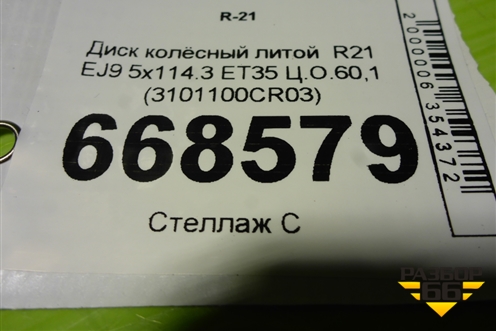 R-21
Диск колёсный литой R21
EJ9 5x114.3 ET35 Ц.О.60,1
(3101100CR03)
668579
Стеллаж С
2000006354372
РАЗБОР
66